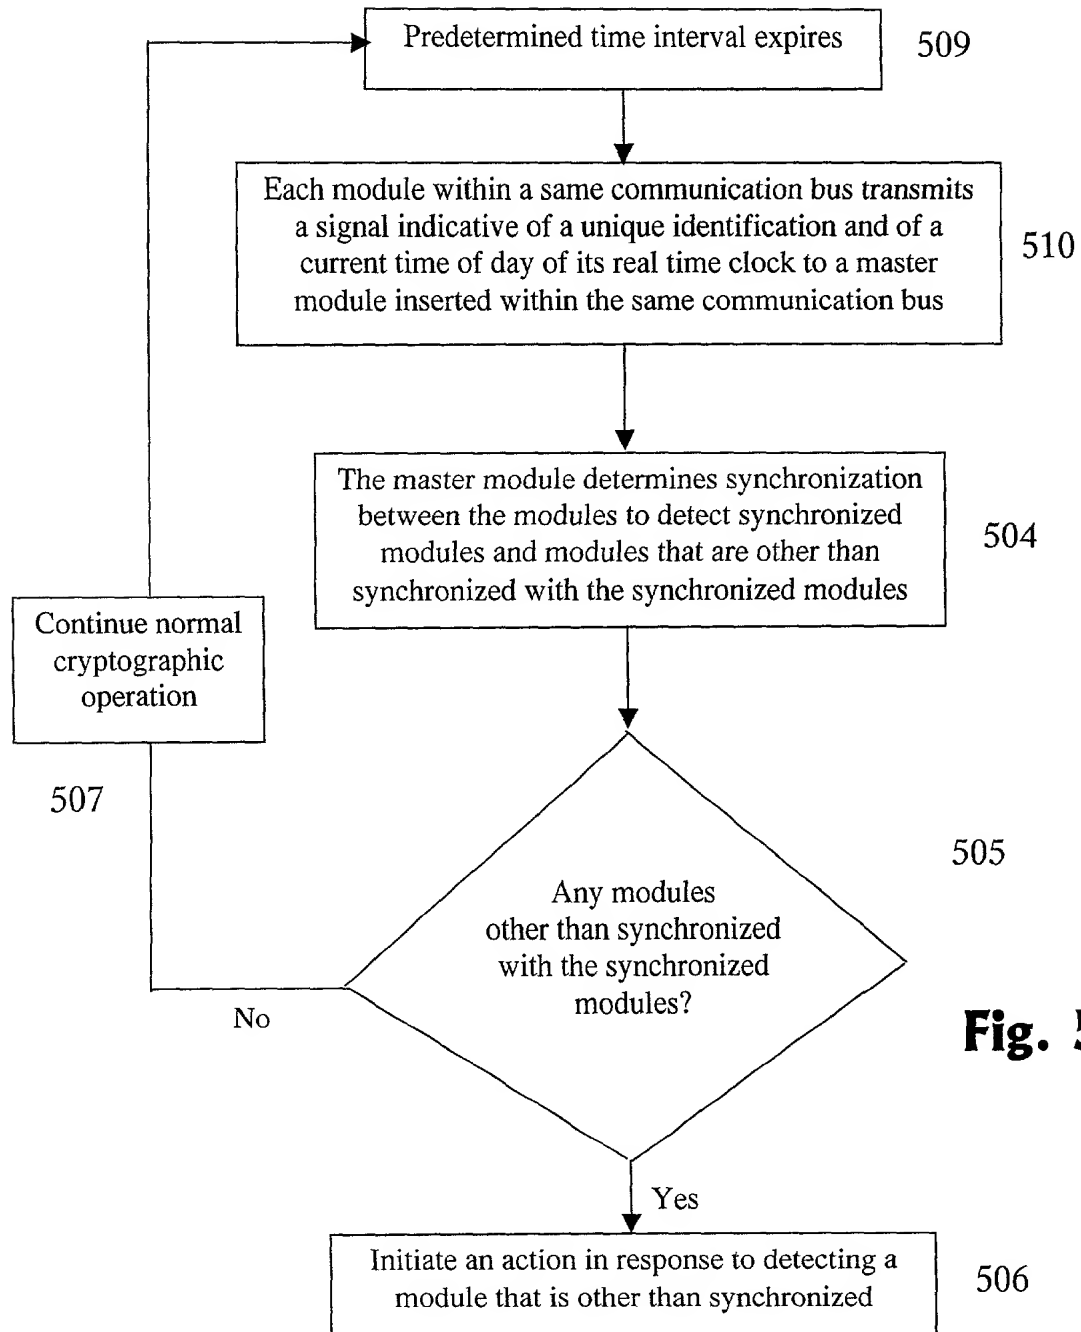 Predetermined time interval expires
509
Each module within a same communication bus transmits
a signal indicative of a unique identification and of a
current time of day of its real time clock to a master
module inserted within the same communication bus
510
The master module determines synchronization
between the modules to detect synchronized
modules and modules that are other than
synchronized with the synchronized modules
504
Continue normal
cryptographic
operation
507
505
Any modules
other than synchronized
with the synchronized
modules?
No
Fig.
Yes
Initiate an action in response to detecting a
module that is other than synchronized
506